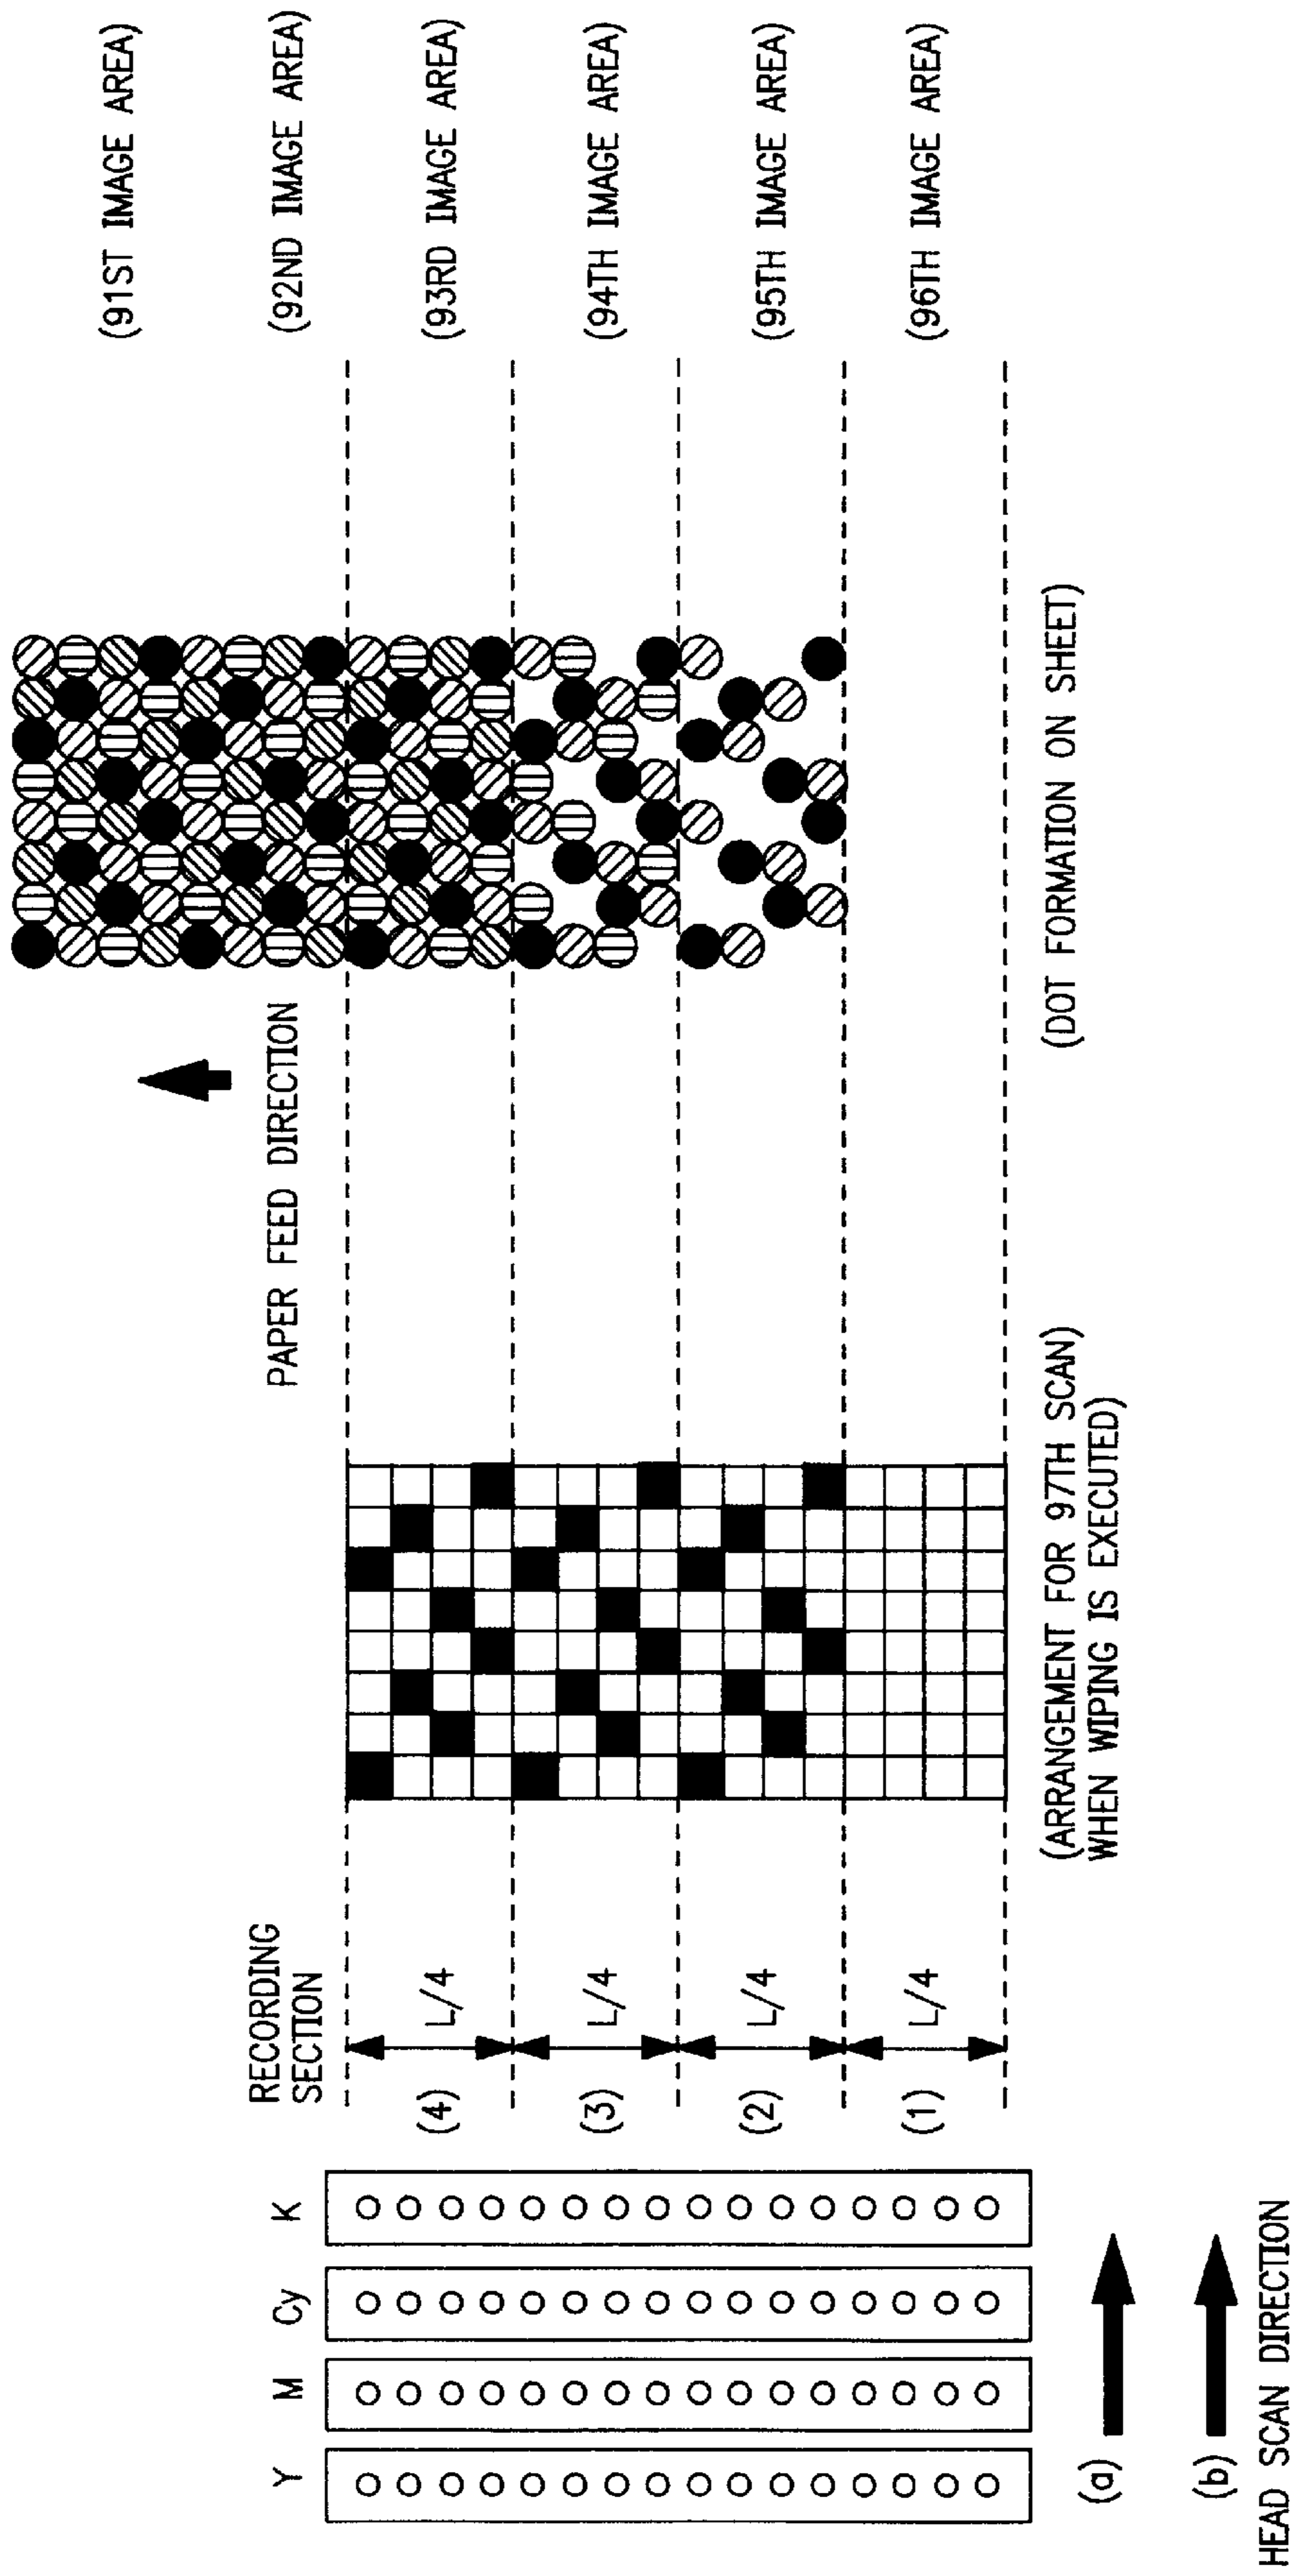 Y
M
Cy
K
RECORDING
SECTION
(4)
L/4
(3)
L/4
(2)
L/4
(1)
L/4
(a)
(b)
HEAD SCAN DIRECTION
(ARRANGEMENT FOR 97TH SCAN)
WHEN WIPING IS EXECUTED)
PAPER FEED DIRECTION
(DOT FORMATION ON SHEET)
(91ST IMAGE AREA)
(92ND IMAGE AREA)
(93RD IMAGE AREA)
(94TH IMAGE AREA)
(95TH IMAGE AREA)
(96TH IMAGE AREA)